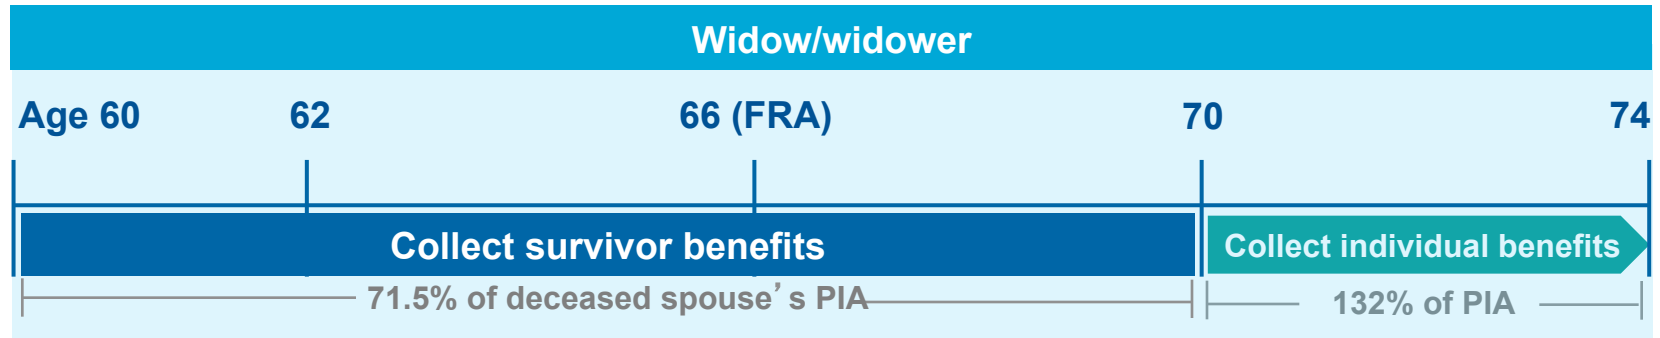 Widow/widower
Age 60 62 66 (FRA) 70 74
Collect survivor benefits Collect individual benefits
71.5% of deceased spouse’s PIA 132% of PIA